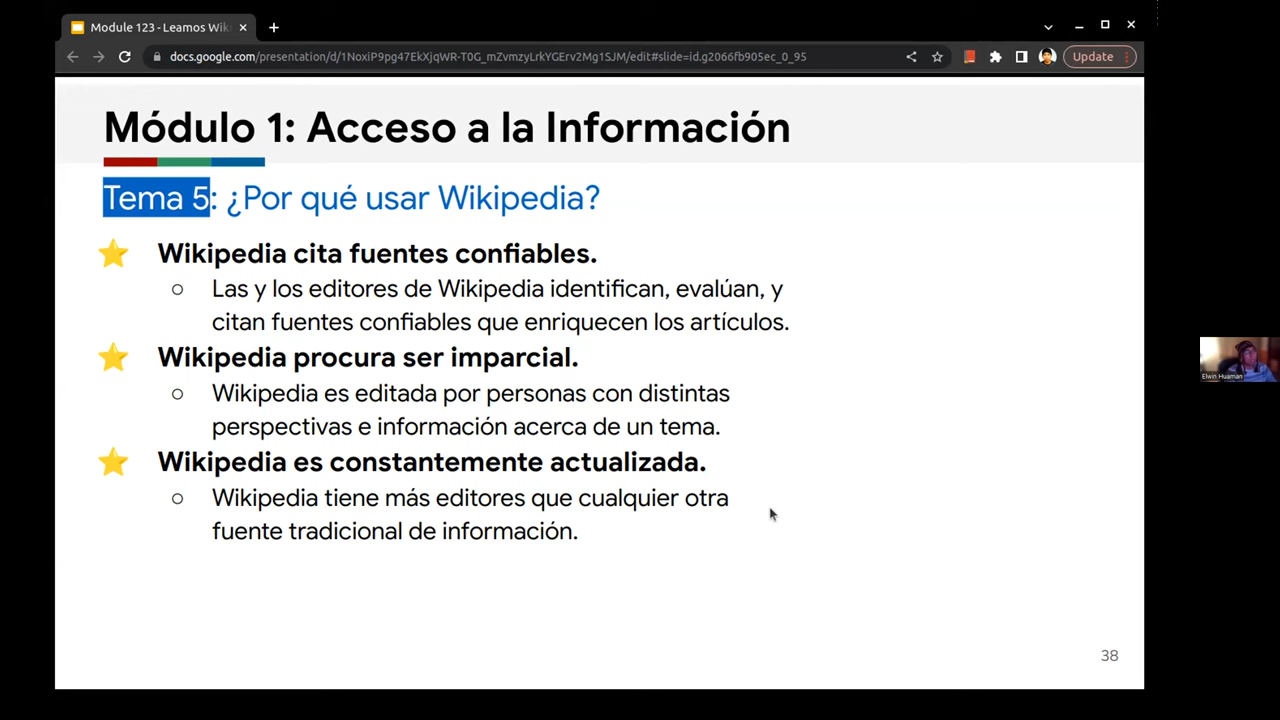 Module 123 - Leamos Wiki
docs.google.com/presentation/d/1NoxiP9pg47EkXjqWR-T0G_mZvmzyLrkYGErv2Mg1SJM/edit#slide=id.g2066fb905ec_0_95
Update
Módulo 1: Acceso a la Información
Tema 5: ¿Por qué usar Wikipedia?
Wikipedia cita fuentes confiables.
Las y los editores de Wikipedia identifican, evalúan, y
citan fuentes confiables que enriquecen los artículos.
Wikipedia procura ser imparcial.
Wikipedia es editada por personas con distintas
perspectivas e información acerca de un tema.
Wikipedia es constantemente actualizada.
Wikipedia tiene más editores que cualquier otra
fuente tradicional de información.
38
Elwin Huaman